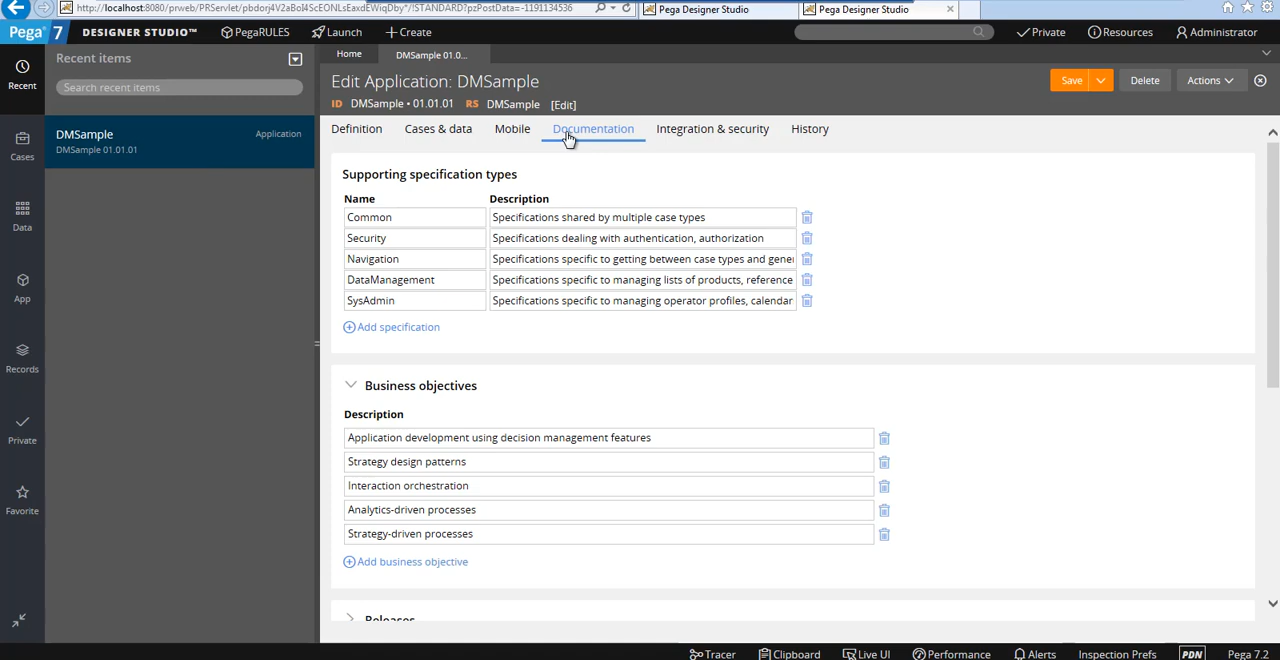 http://localhost:8080/prweb/PRServlet/pbdorj4V2aBoI4ScEONLsEaxdEWiqDby*/!STANDARD?pzPostData=-1191134536
Pega Designer Studio
Pega Designer Studio
Pega 7 DESIGNER STUDIO™ PegaRULES Launch Create Private Resources Administrator
Recent
Recent items
Search recent items
DMSample Application
DMSample 01.01.01
Cases
Data
App
Records
Private
Favorite
Home DMSample 01.0...
Edit Application: DMSample
ID DMSample • 01.01.01 RS DMSample [Edit]
Save Delete Actions
Definition Cases & data Mobile Documentation Integration & security History
Supporting specification types
Name Description
Common Specifications shared by multiple case types
Security Specifications dealing with authentication, authorization
Navigation Specifications specific to getting between case types and gene
DataManagement Specifications specific to managing lists of products, reference
SysAdmin Specifications specific to managing operator profiles, calendar
Add specification
Business objectives
Description
Application development using decision management features
Strategy design patterns
Interaction orchestration
Analytics-driven processes
Strategy-driven processes
Add business objective
Releases
Tracer Clipboard Live UI Performance Alerts Inspection Prefs PDN Pega 7.2